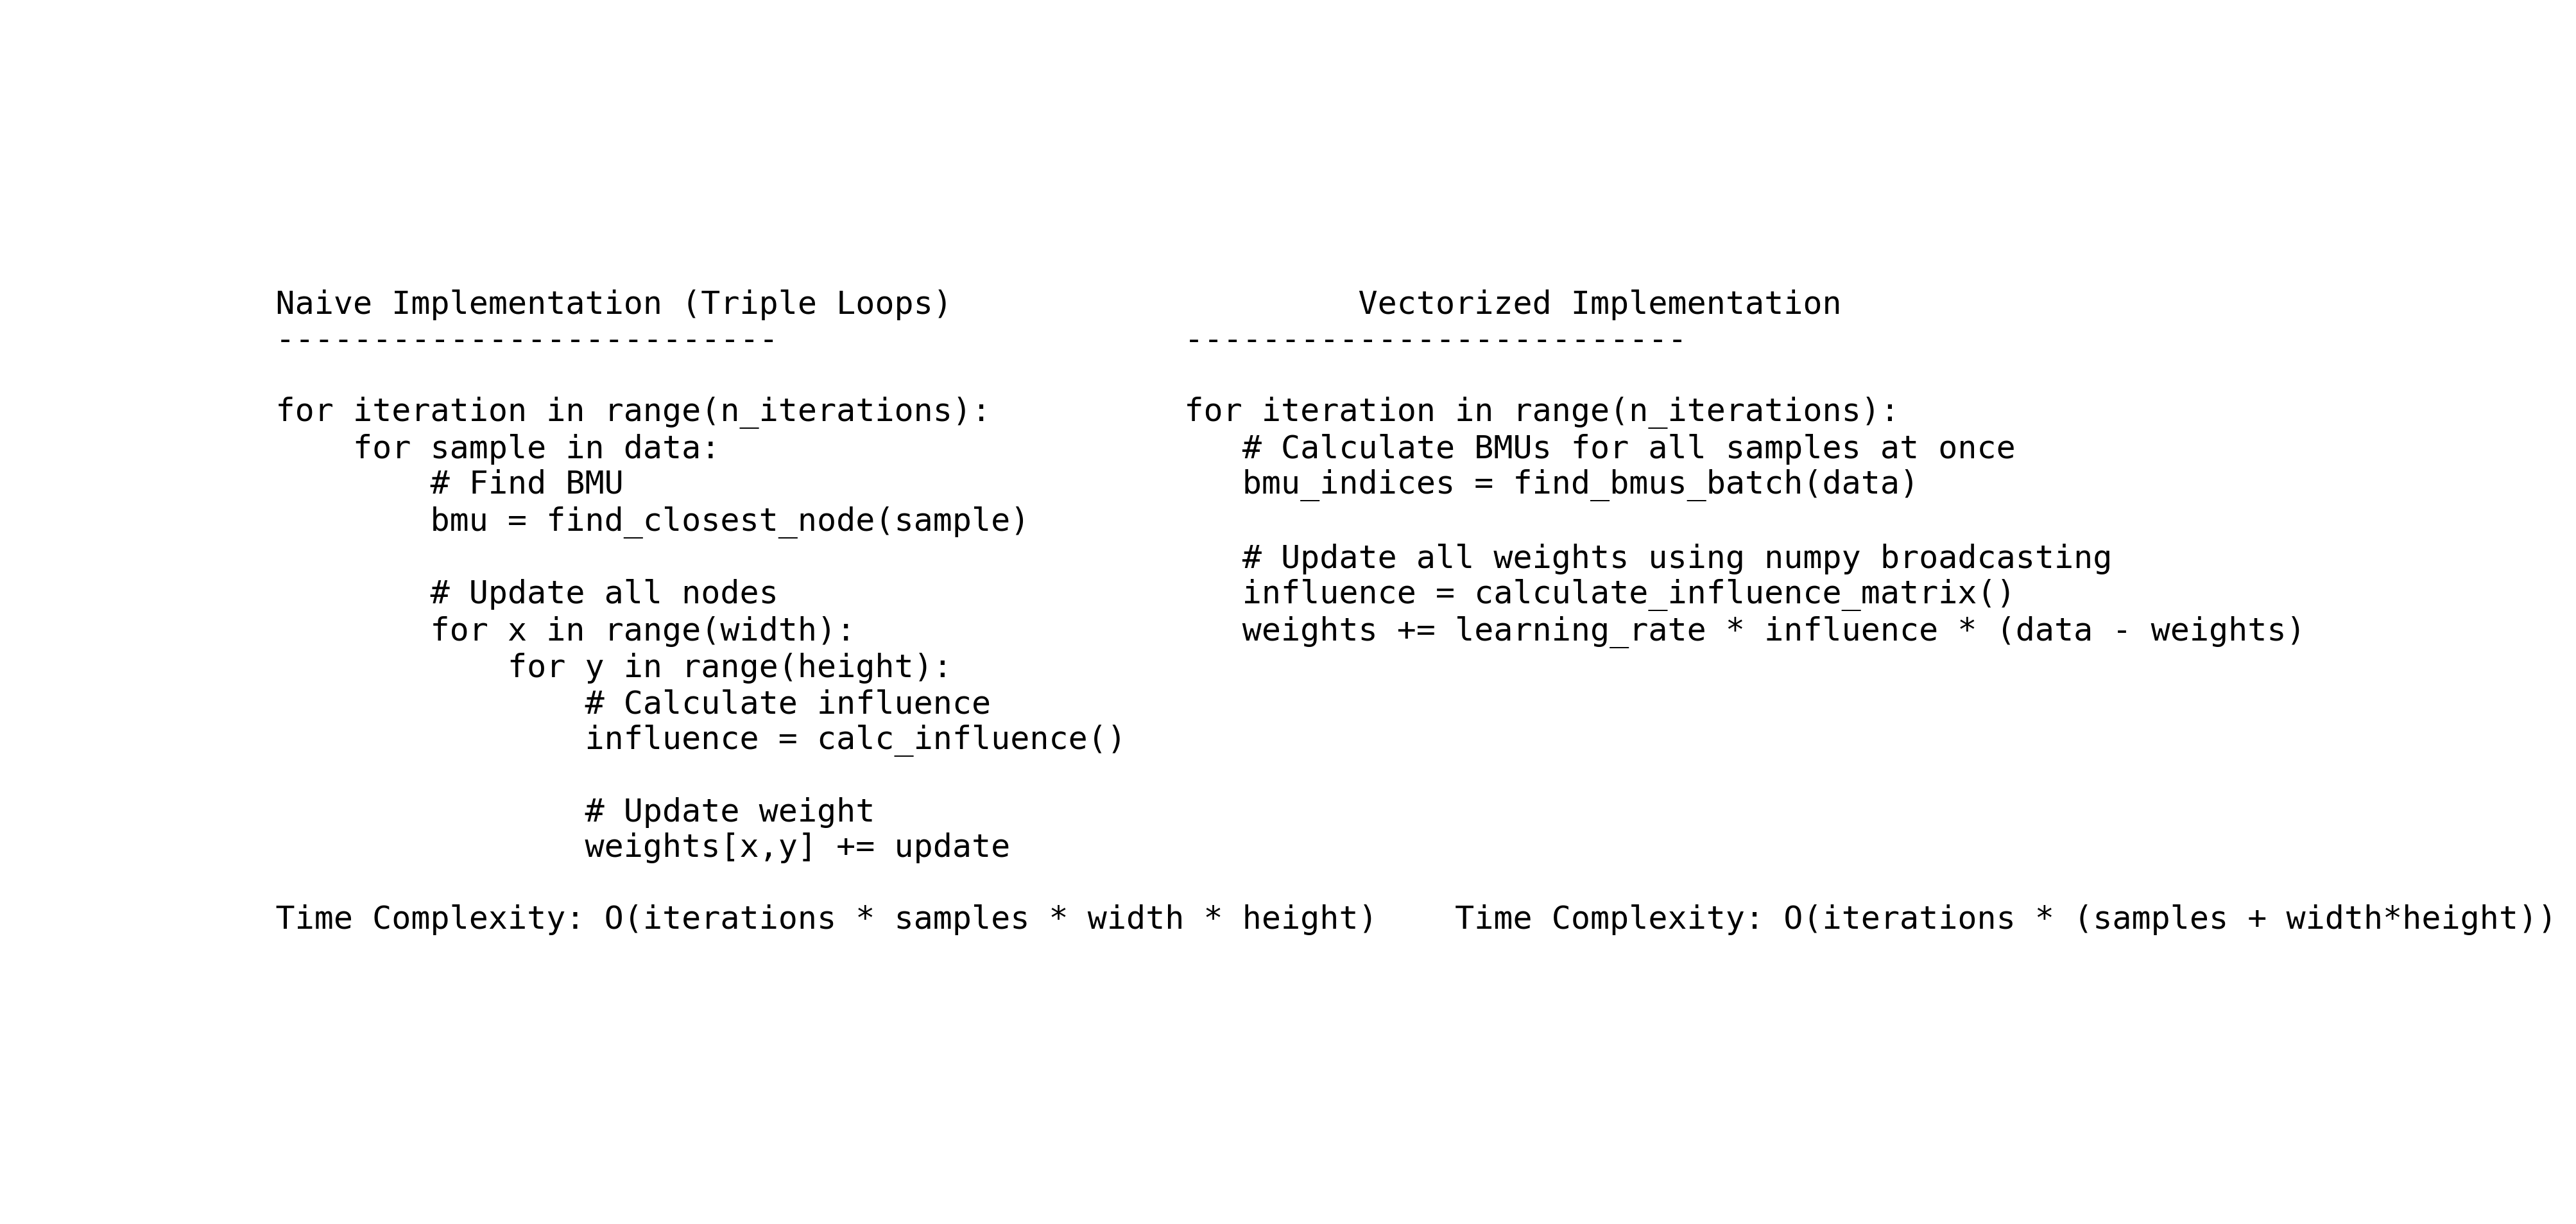 Naive Implementation (Triple Loops)                     Vectorized Implementation
--------------------------                     --------------------------
for iteration in range(n_iterations):          for iteration in range(n_iterations):
    for sample in data:                           # Calculate BMUs for all samples at once
        # Find BMU                                bmu_indices = find_bmus_batch(data)
        bmu = find_closest_node(sample)
                                                  # Update all weights using numpy broadcasting
        # Update all nodes                        influence = calculate_influence_matrix()
        for x in range(width):                    weights += learning_rate * influence * (data - weights)
            for y in range(height):
                # Calculate influence
                influence = calc_influence()
                # Update weight
                weights[x,y] += update
Time Complexity: O(iterations * samples * width * height)    Time Complexity: O(iterations * (samples + width*height))